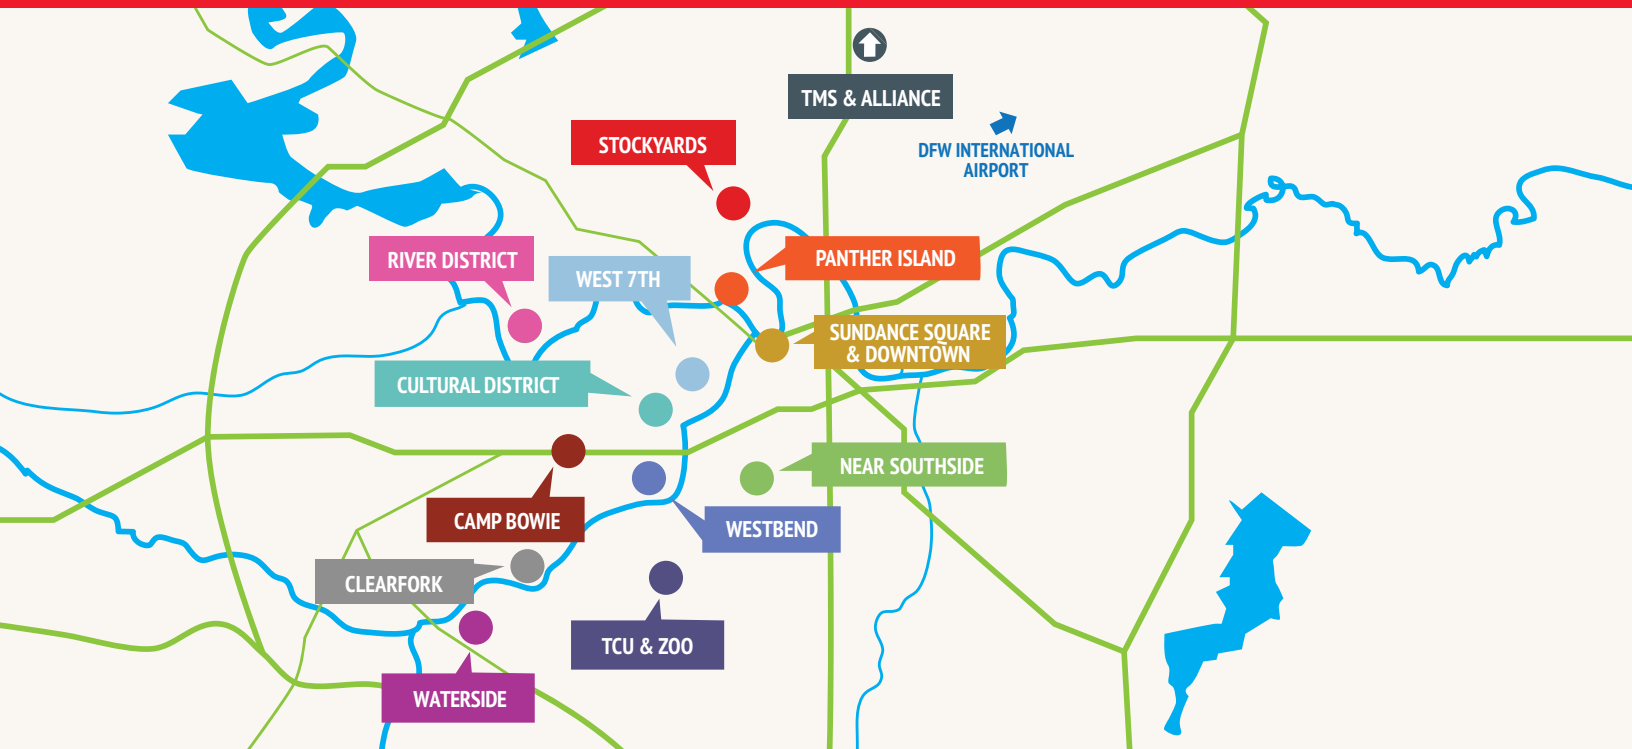 TMS & ALLIANCE
STOCKYARDS
DFW INTERNATIONAL
AIRPORT
RIVER DISTRICT
WEST 7TH
PANTHER ISLAND
SUNDANCE SQUARE
& DOWNTOWN
CULTURAL DISTRICT
NEAR SOUTHSIDE
CAMP BOWIE
WESTBEND
CLEARFORK
TCU & ZOO
WATERSIDE